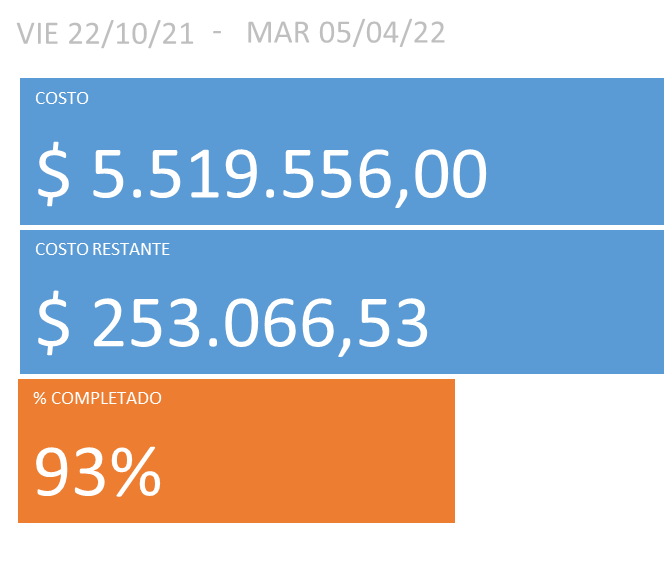 VIE 22/10/21 - MAR 05/04/22
COSTO
$ 5.519.556,00
COSTO RESTANTE
$ 253.066,53
% COMPLETADO
93%